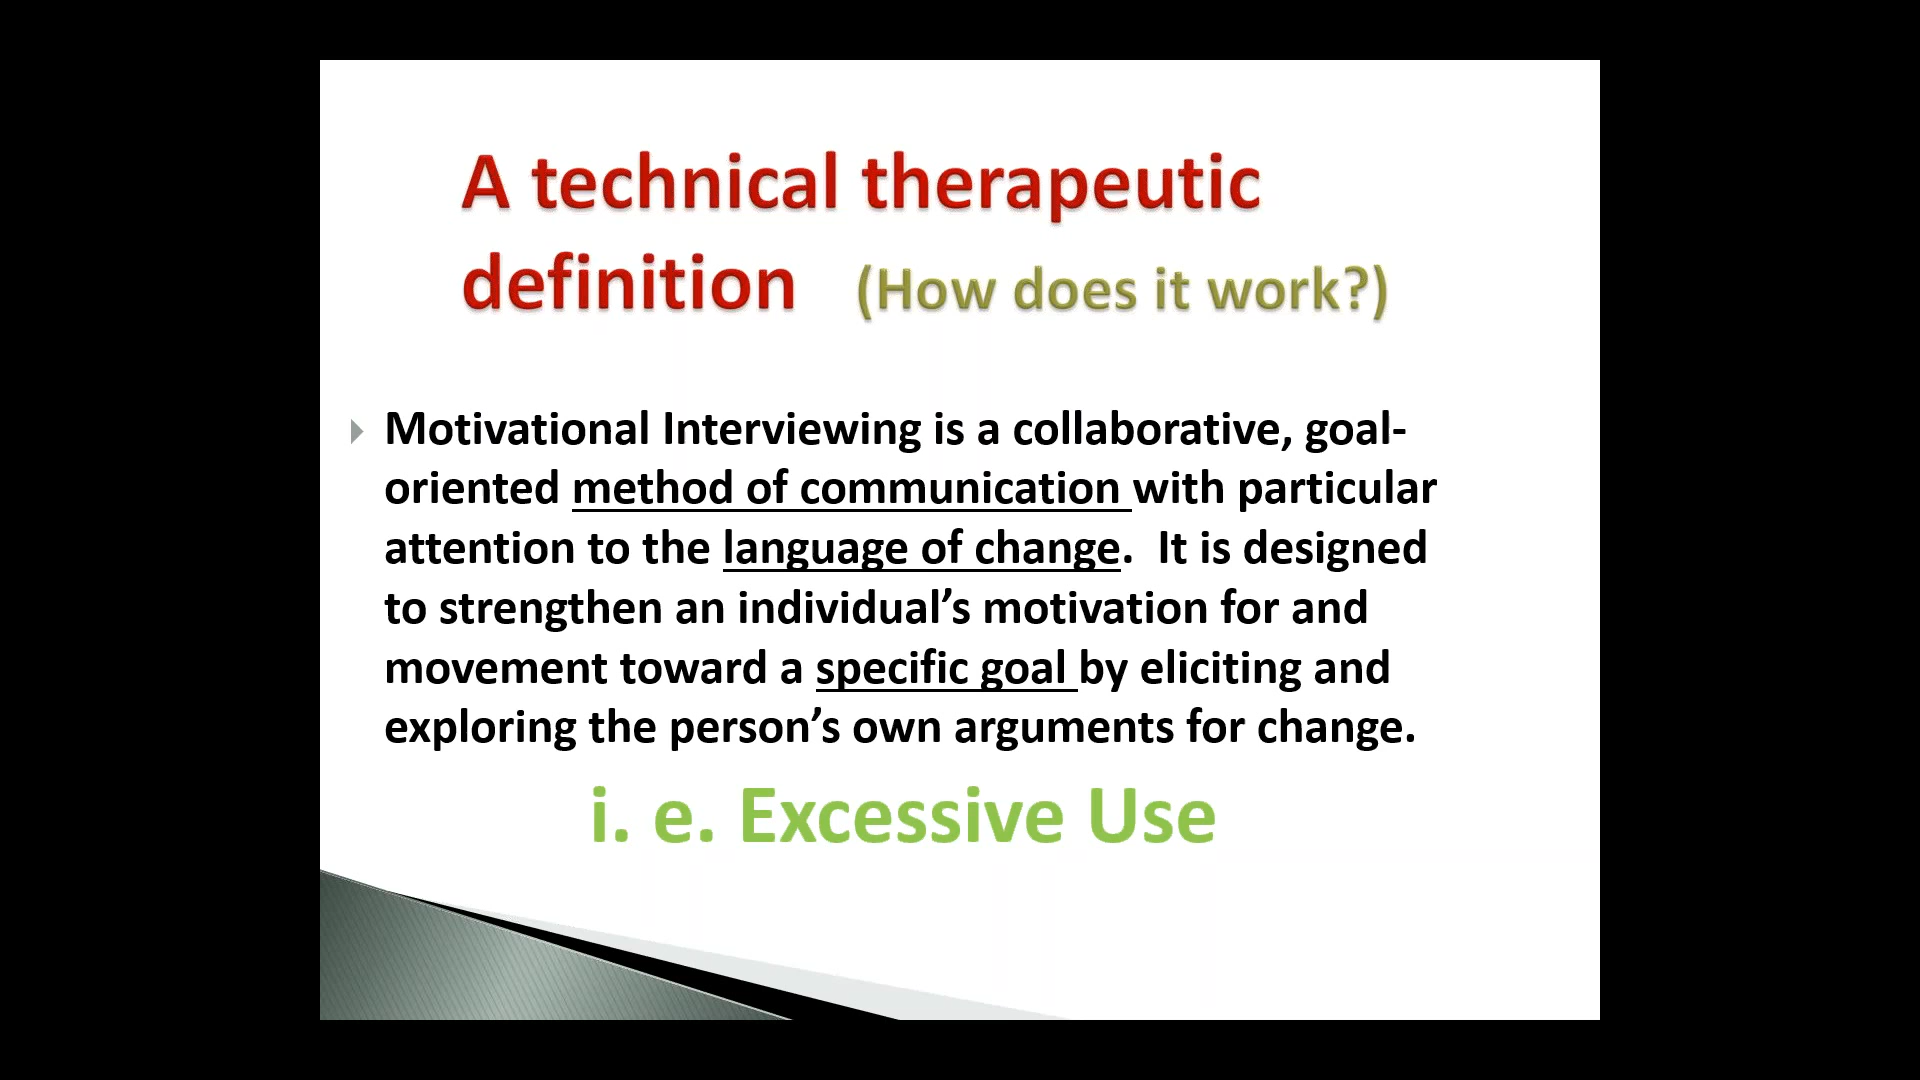 A technical therapeutic
definition (How does it work?)
Motivational Interviewing is a collaborative, goal-
oriented method of communication with particular
attention to the language of change. It is designed
to strengthen an individual’s motivation for and
movement toward a specific goal by eliciting and
exploring the person’s own arguments for change.
i. e. Excessive Use